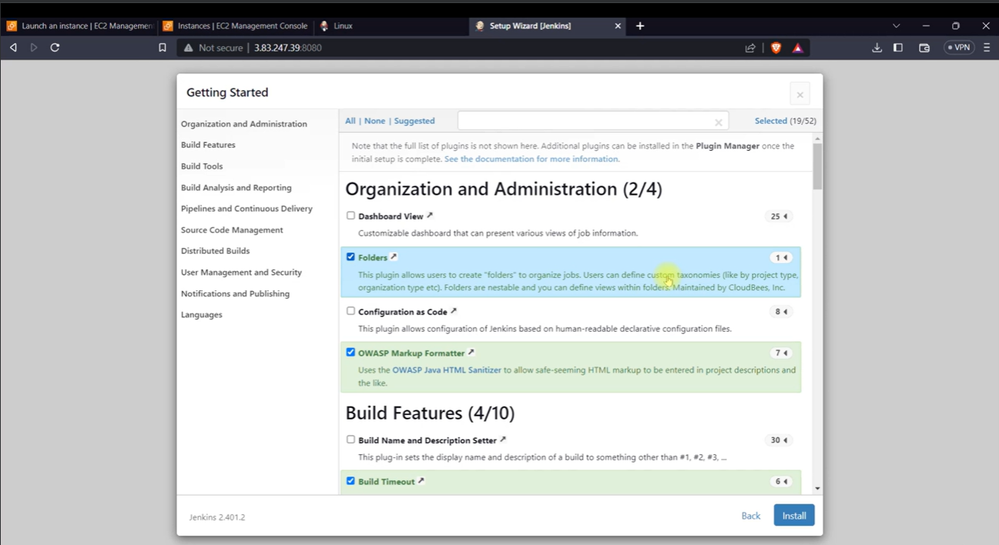 Launch an instance | EC2 Managemen
Instances | EC2 Management Console
Linux
Setup Wizard [Jenkins]
Not secure | 3.83.247.39:8080
VPN
Getting Started
Organization and Administration
Build Features
Build Tools
Build Analysis and Reporting
Pipelines and Continuous Delivery
Source Code Management
Distributed Builds
User Management and Security
Notifications and Publishing
Languages
All | None | Suggested
Selected (19/52)
Note that the full list of plugins is not shown here. Additional plugins can be installed in the Plugin Manager once the
initial setup is complete. See the documentation for more information.
Organization and Administration (2/4)
Dashboard View
25
Customizable dashboard that can present various views of job information.
Folders
1
This plugin allows users to create "folders" to organize jobs. Users can define custom taxonomies (like by project type,
organization type etc). Folders are nestable and you can define views within folders. Maintained by CloudBees, Inc.
Configuration as Code
8
This plugin allows configuration of Jenkins based on human-readable declarative configuration files.
OWASP Markup Formatter
7
Uses the OWASP Java HTML Sanitizer to allow safe-seeming HTML markup to be entered in project descriptions and
the like.
Build Features (4/10)
Build Name and Description Setter
30
This plug-in sets the display name and description of a build to something other than #1, #2, #3, ...
Build Timeout
6
Jenkins 2.401.2
Back
Install